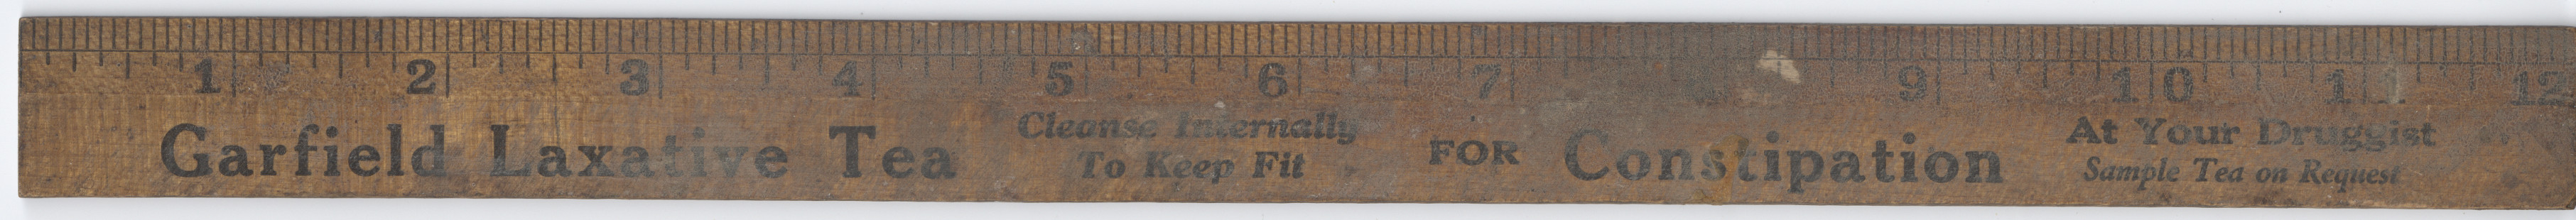 1 2 3 4 5 6 7 9 10 11 12
Garfield Laxative Tea
Cleanse Internally
To Keep Fit
FOR
Constipation
At Your Druggist
Sample Tea on Request